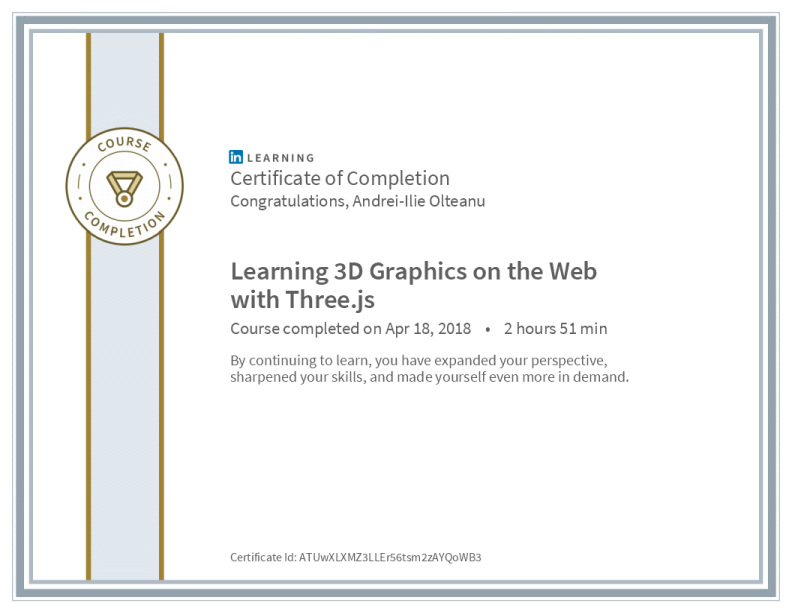 COURSE
COMPLETION
in LEARNING
Certificate of Completion
Congratulations, Andrei-Ilie Olteanu
Learning 3D Graphics on the Web
with Three.js
Course completed on Apr 18, 2018 • 2 hours 51 min
By continuing to learn, you have expanded your perspective,
sharpened your skills, and made yourself even more in demand.
Certificate Id: ATUwXLXMZ3LLEr56tsm2zAYQoWB3